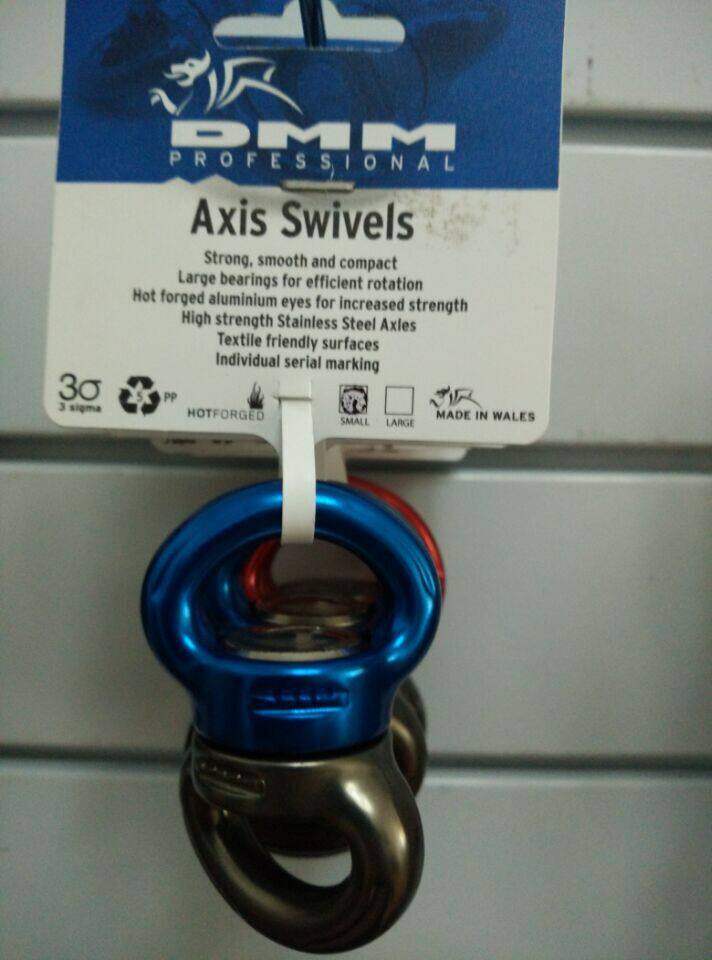 DMM
PROFESSIONAL
Axis Swivels
Strong, smooth and compact
Large bearings for efficient rotation
Hot forged aluminium eyes for increased strength
High strength Stainless Steel Axles
Textile friendly surfaces
Individual serial marking
3σ
3 sigma
5 PP
HOTFORGED
SMALL
LARGE
MADE IN WALES